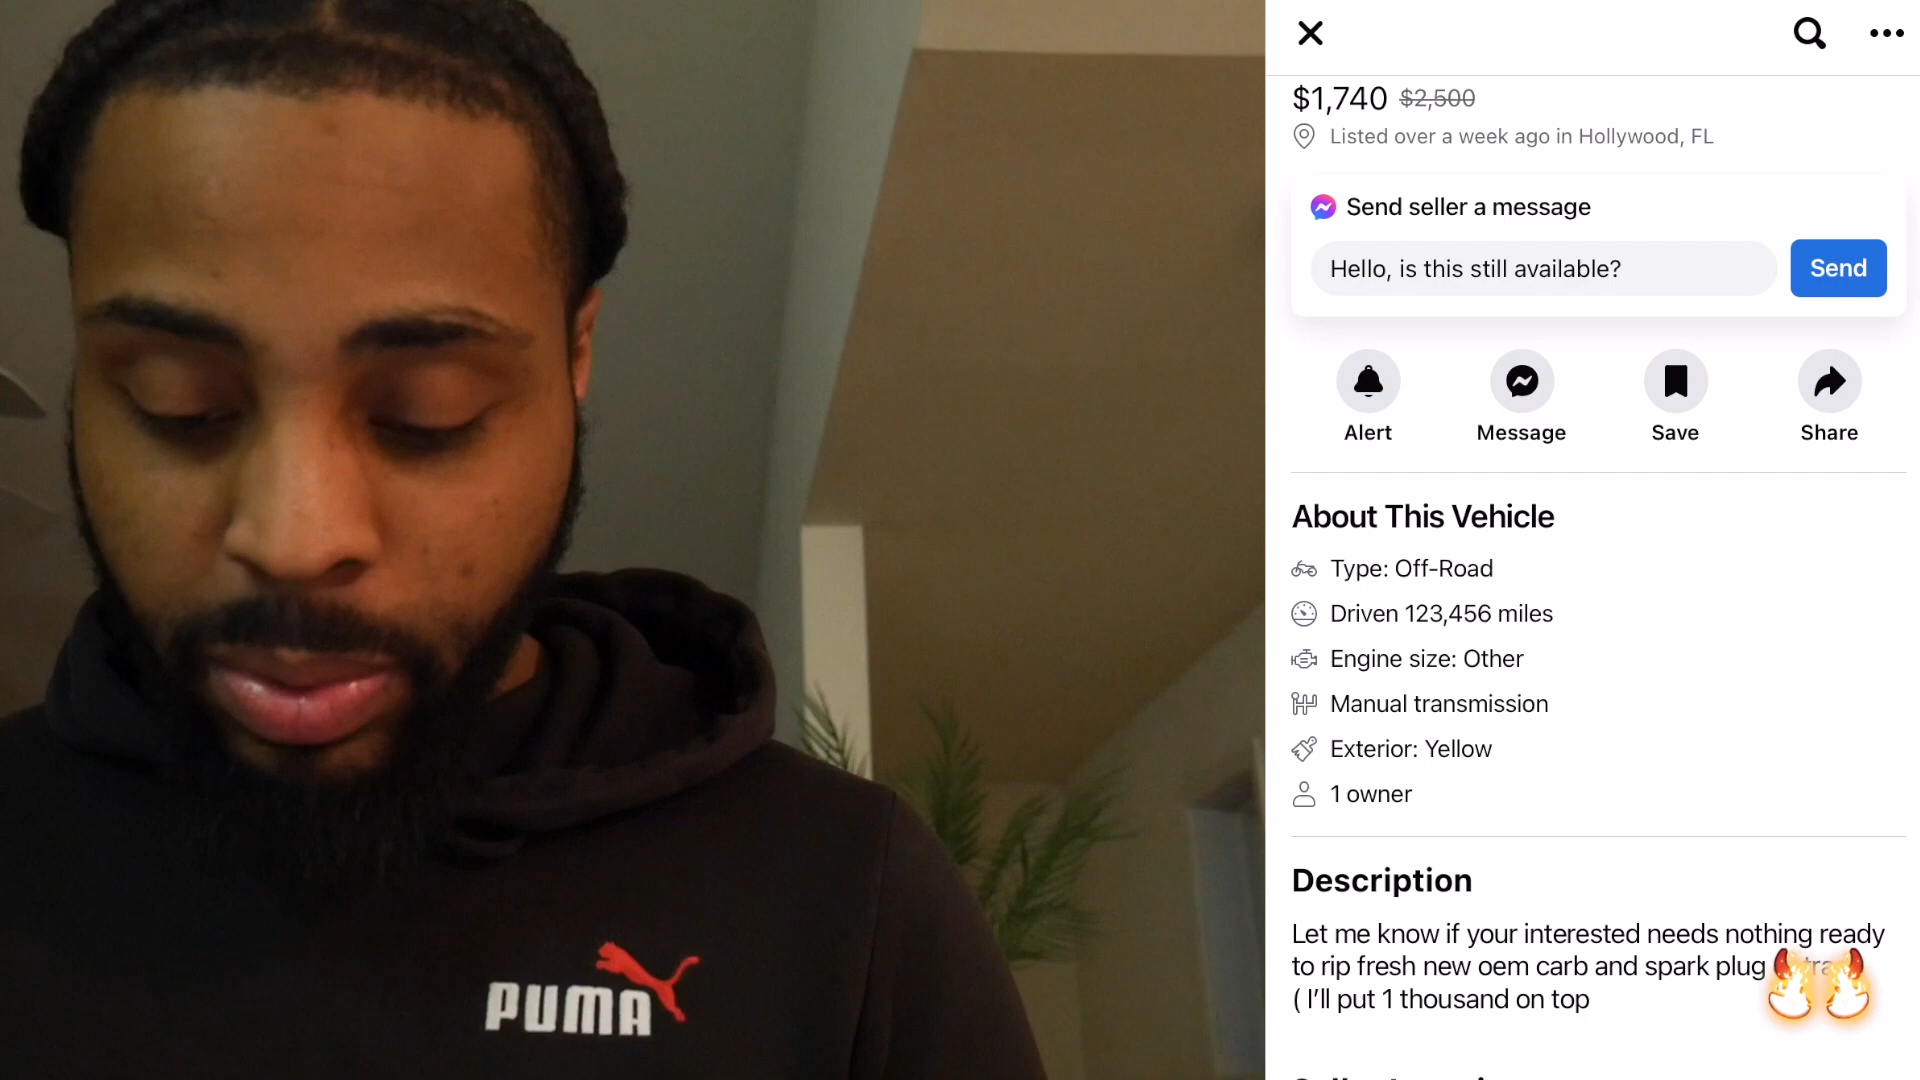 PUMA
$1,740 $2,500
Listed over a week ago in Hollywood, FL
Send seller a message
Hello, is this still available?
Send
Alert
Message
Save
Share
About This Vehicle
Type: Off-Road
Driven 123,456 miles
Engine size: Other
Manual transmission
Exterior: Yellow
1 owner
Description
Let me know if your interested needs nothing ready
to rip fresh new oem carb and spark plug
( I'll put 1 thousand on top